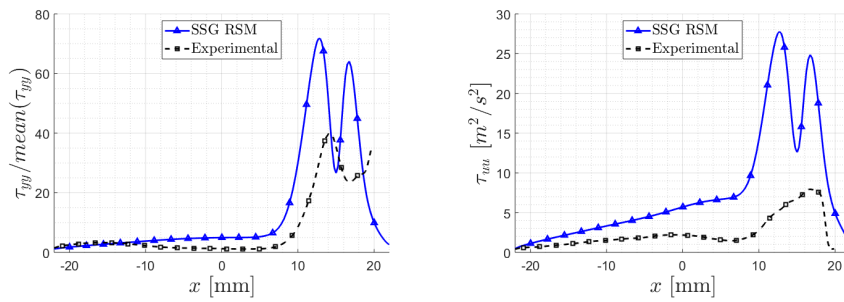 SSG RSM
Experimental
τyy/mean(τyy)
80
60
40
20
0
-20
-10
0
10
20
x [mm]
SSG RSM
Experimental
τuu [m²/s²]
30
25
20
15
10
5
0
-20
-10
0
10
20
x [mm]